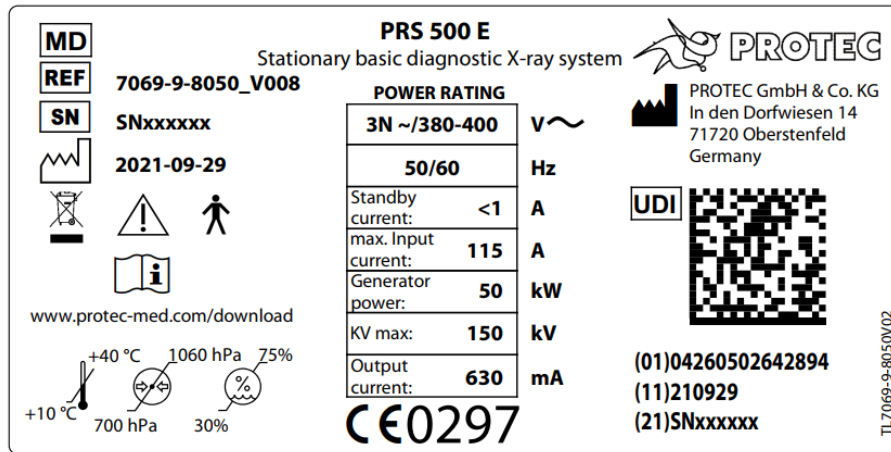 MD
REF 7069-9-8050_V008
SN SNxxxxxx
2021-09-29
www.protec-med.com/download
+40 °C
+10 °C
1060 hPa
700 hPa
75%
%
30%
PRS 500 E
Stationary basic diagnostic X-ray system
POWER RATING
3N ~/380-400 V~
50/60 Hz
Standby
current: <1 A
max. Input
current: 115 A
Generator
power: 50 kW
KV max: 150 kV
Output
current: 630 mA
CE0297
PROTEC
PROTEC GmbH & Co. KG
In den Dorfwiesen 14
71720 Oberstenfeld
Germany
UDI
(01)04260502642894
(11)210929
(21)SNxxxxxx
TL7069-9-8050V02